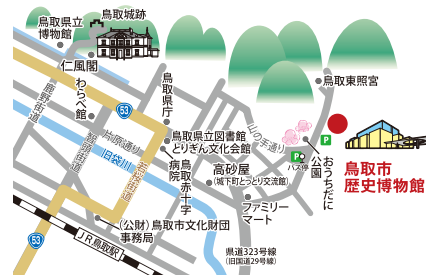 鳥取県立
博物館
鳥取城跡
仁風閣
わらべ館
鹿野街道
智頭街道
53
片原通り
旧袋川
若桜街道
鳥取県庁
鳥取県立図書館
とりぎん文化会館
鳥取赤十字
病院
高砂屋
(城下町とっとり交流館)
ファミリー
マート
山の手通り
鳥取東照宮
P
P
バス停
おうちだに
公園
鳥取市
歴史博物館
(公財)鳥取市文化財団
事務局
JR鳥取駅
53
県道323号線
(旧国道29号線)